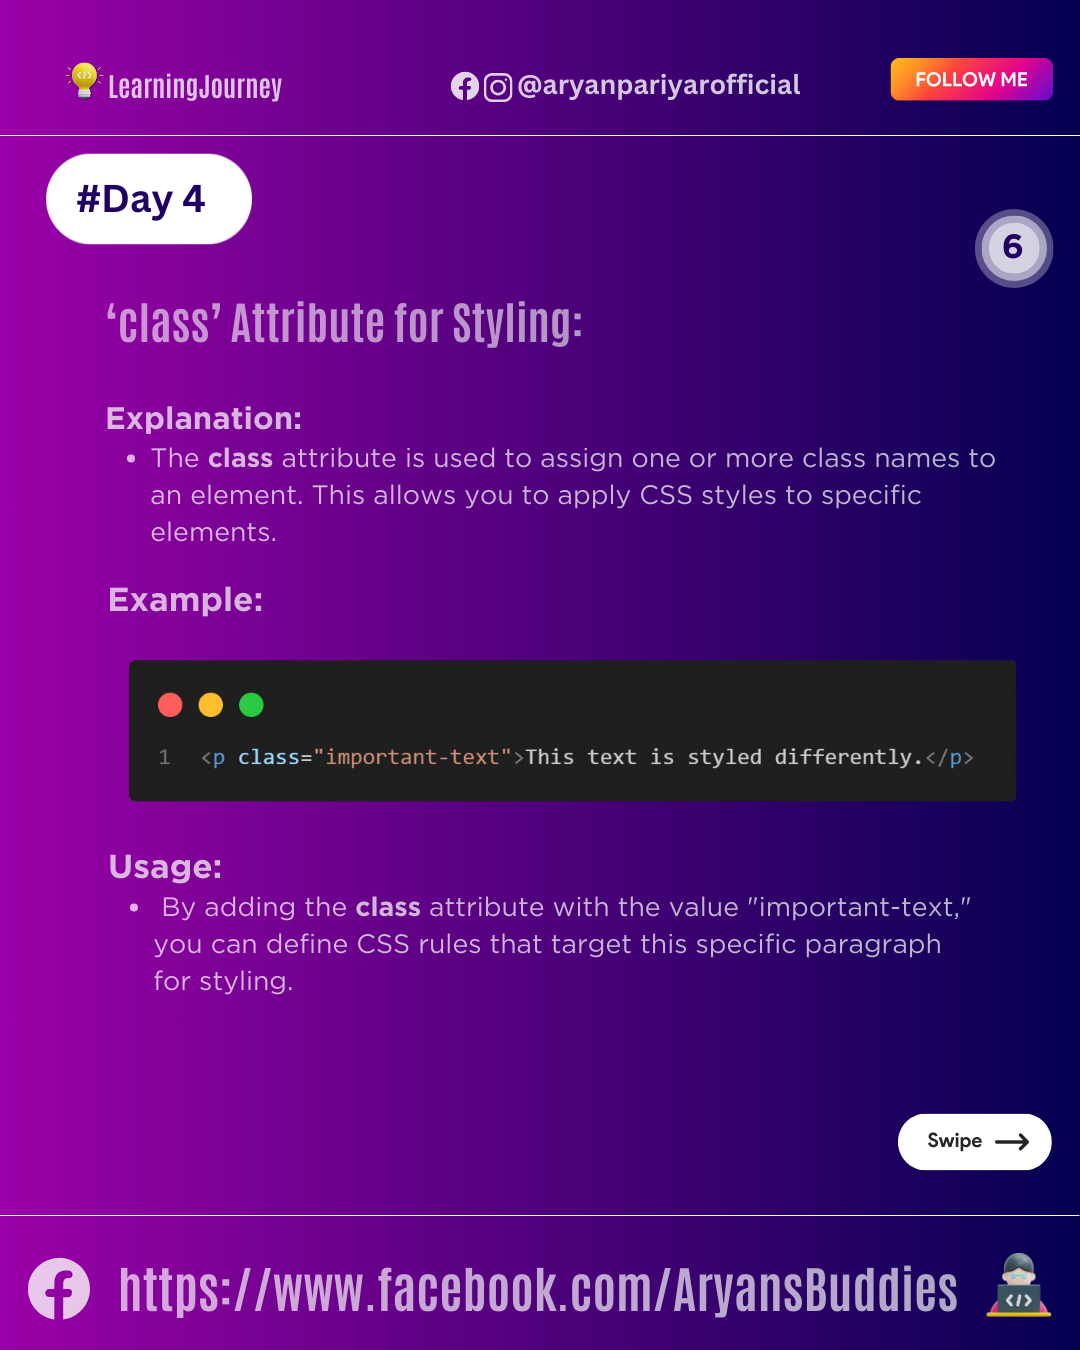 LearningJourney
@aryanpariyarofficial
FOLLOW ME
#Day 4
6
‘class’ Attribute for Styling:
Explanation:
• The class attribute is used to assign one or more class names to
an element. This allows you to apply CSS styles to specific
elements.
Example:
1 <p class="important-text">This text is styled differently.</p>
Usage:
• By adding the class attribute with the value "important-text,"
you can define CSS rules that target this specific paragraph
for styling.
Swipe
https://www.facebook.com/AryansBuddies